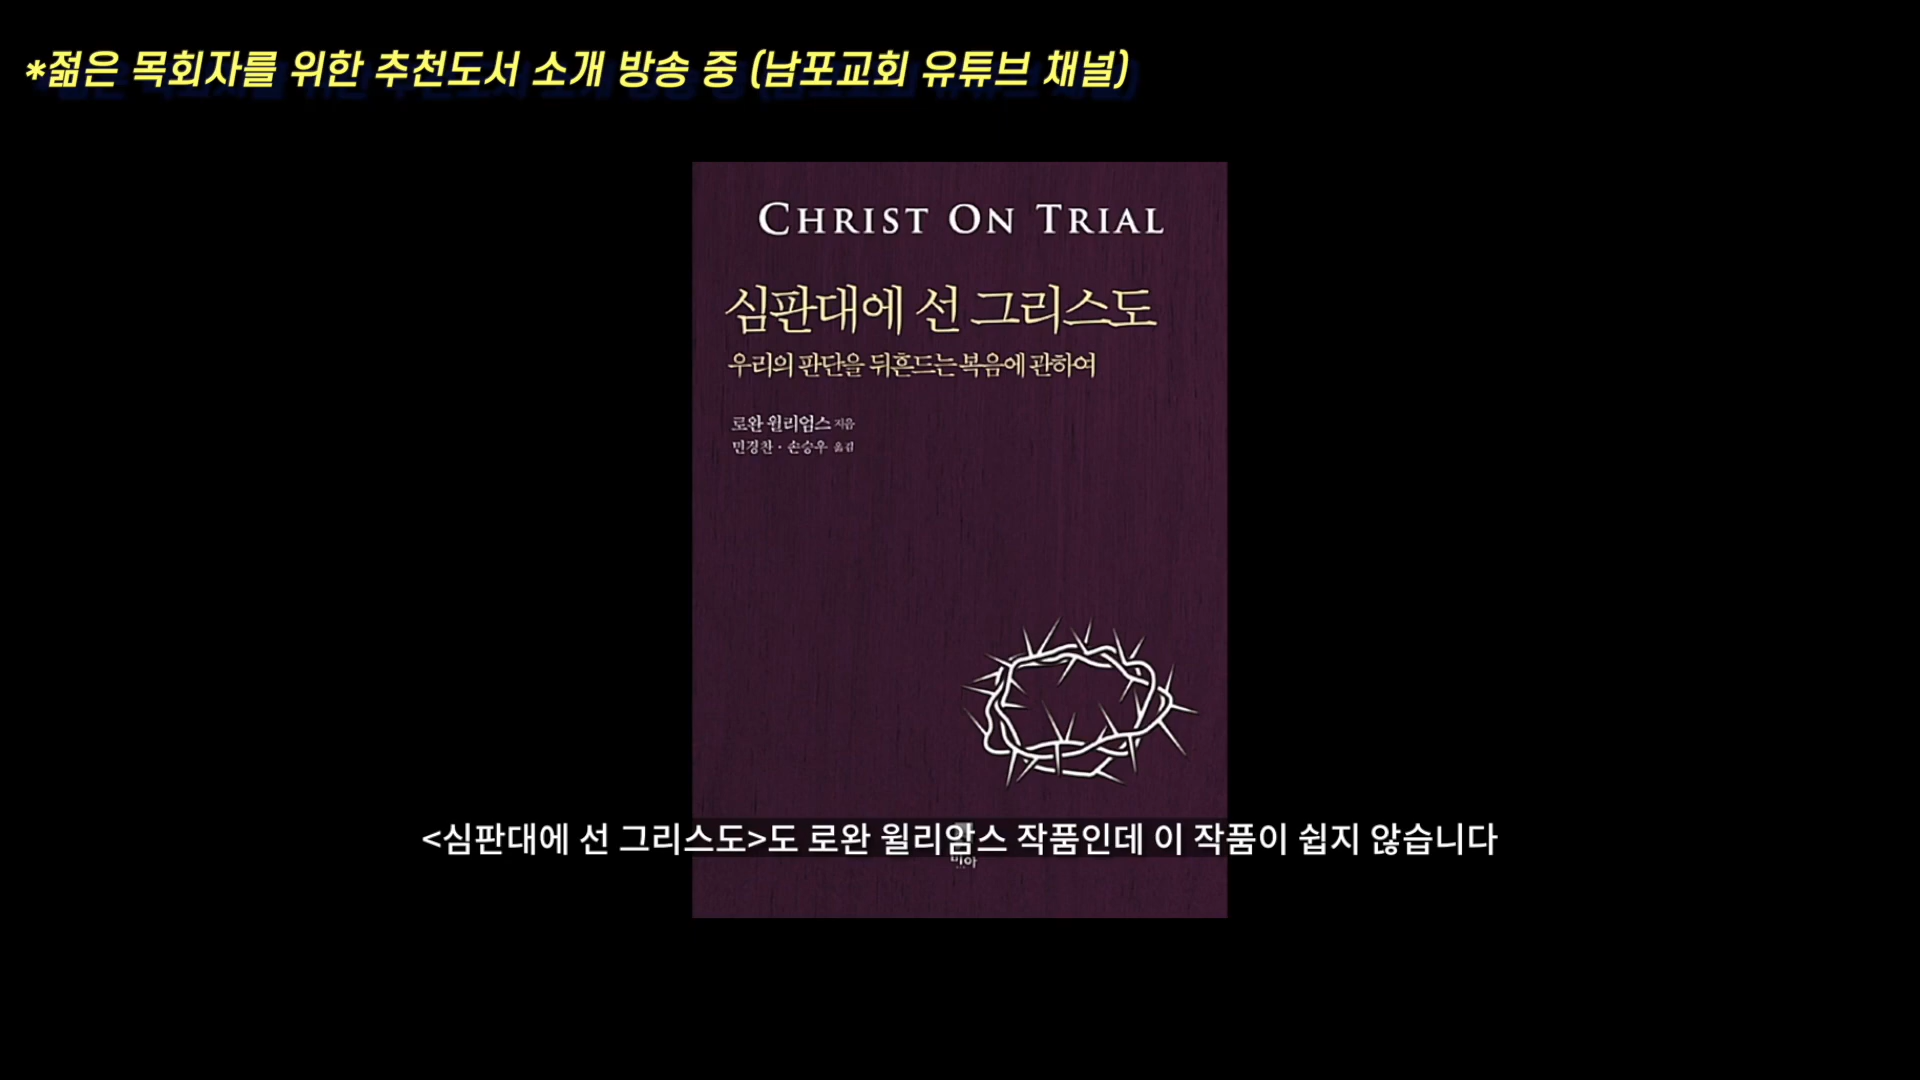 *젊은 목회자를 위한 추천도서 소개 방송 중 (남포교회 유튜브 채널)
CHRIST ON TRIAL
심판대에 선 그리스도
우리의 판단을 뒤흔드는 복음에 관하여
로완 윌리엄스 지음
민경찬 · 손승우 옮김
<심판대에 선 그리스도>도 로완 윌리암스 작품인데 이 작품이 쉽지 않습니다
비아